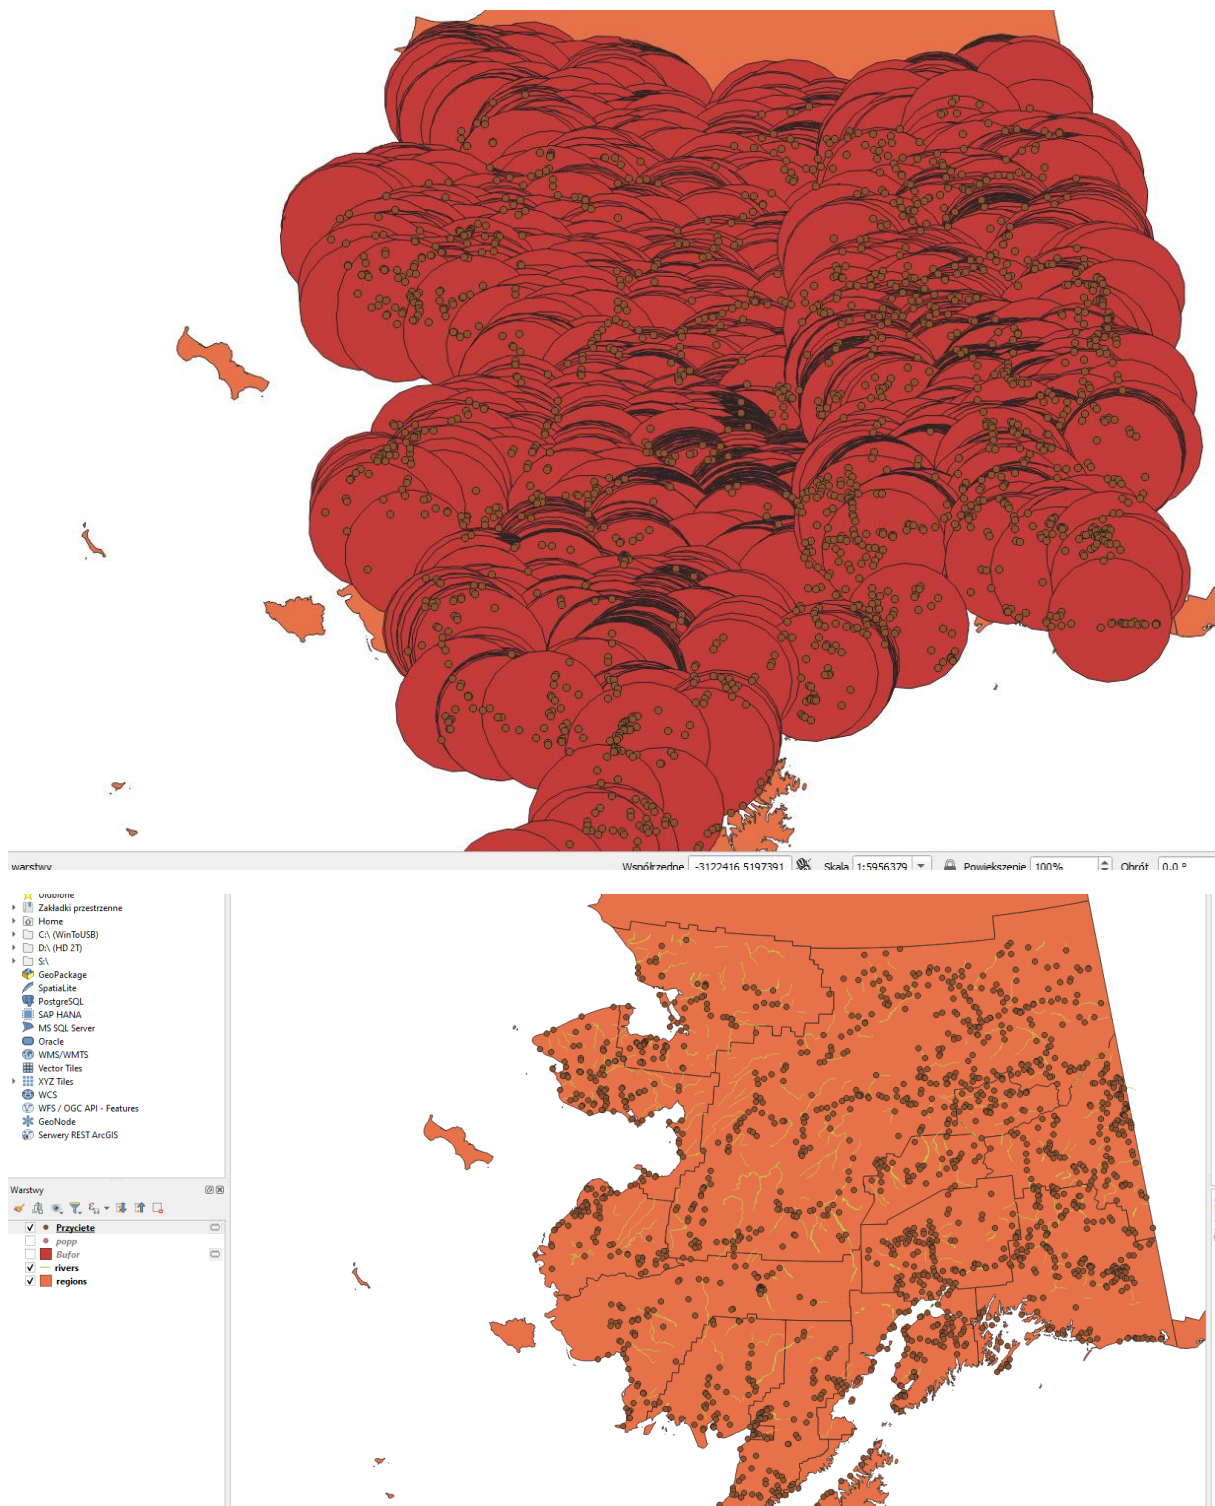 warstwy Współrzędne -3122416 5197391 Skala 1:5956379 Powiększenie 100% Obrót 0,0 °
Ulubione
Zakładki przestrzenne
Home
C:\ (WinToUSB)
D:\ (HD 2T)
S:\
GeoPackage
SpatiaLite
PostgreSQL
SAP HANA
MS SQL Server
Oracle
WMS/WMTS
Vector Tiles
XYZ Tiles
WCS
WFS / OGC API - Features
GeoNode
Serwery REST ArcGIS
Warstwy
Przycięte
popp
Bufor
rivers
regions